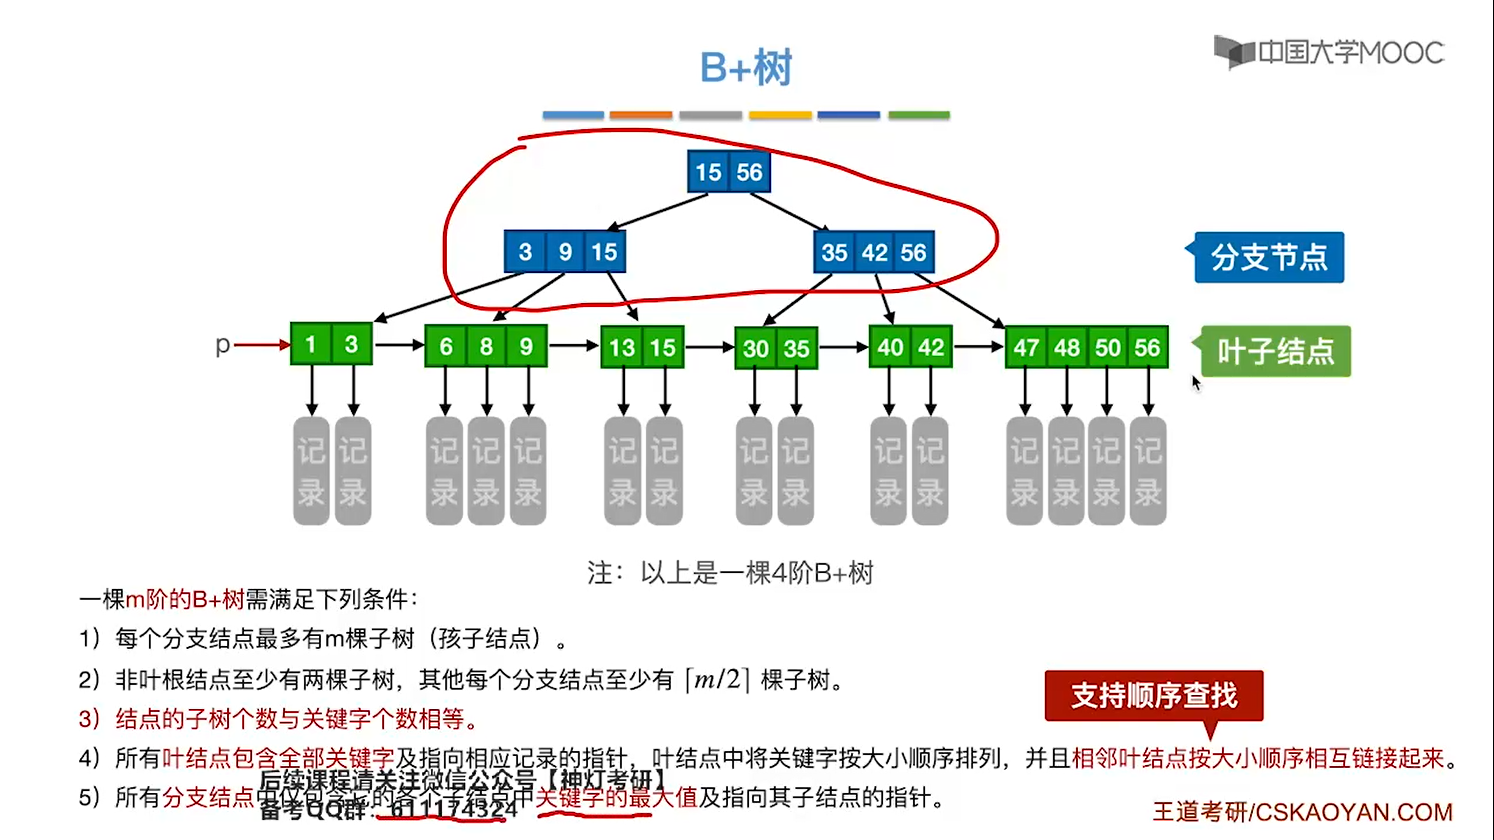 中国大学MOOC
B+树
15 56
3 9 15
35 42 56
分支节点
p
1 3
6 8 9
13 15
30 35
40 42
47 48 50 56
叶子结点
记录 记录 记录 记录 记录 记录 记录 记录 记录 记录 记录 记录 记录 记录 记录
注：以上是一棵4阶B+树
一棵m阶的B+树需满足下列条件：
1）每个分支结点最多有m棵子树（孩子结点）。
2）非叶根结点至少有两棵子树，其他每个分支结点至少有 ⌈m/2⌉ 棵子树。
3）结点的子树个数与关键字个数相等。
支持顺序查找
4）所有叶结点包含全部关键字及指向相应记录的指针，叶结点中将关键字按大小顺序排列，并且相邻叶结点按大小顺序相互链接起来。
后续课程请关注微信公众号【神灯考研】
5）所有分支结点中仅包含它的各个子结点中关键字的最大值及指向其子结点的指针。
备考QQ群：611174324
王道考研/CSKAOYAN.COM